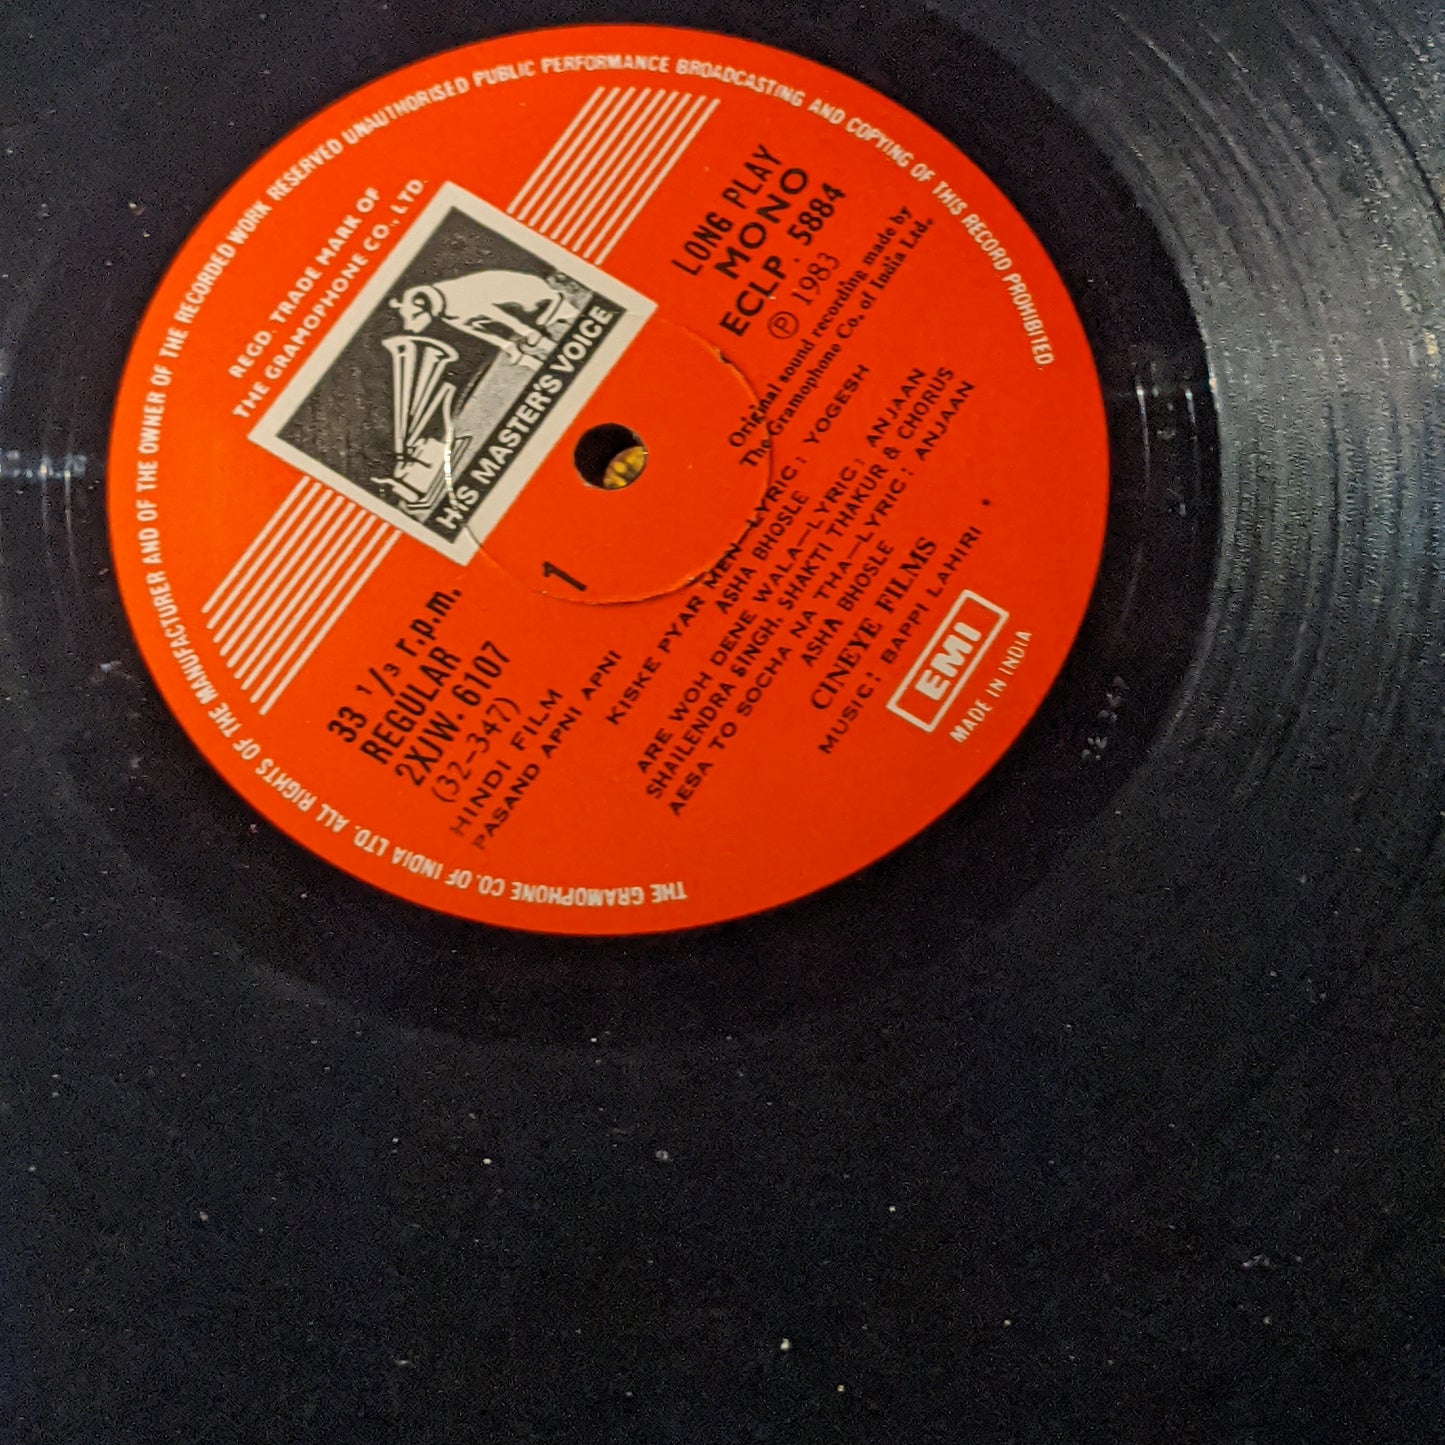 THE GRAMOPHONE CO. OF INDIA LTD. ALL RIGHTS OF THE MANUFACTURER AND OF THE OWNER OF THE RECORDED WORK RESERVED UNAUTHORISED PUBLIC PERFORMANCE BROADCASTING AND COPYING OF THIS RECORD PROHIBITED.
REGD. TRADE MARK OF
THE GRAMOPHONE CO., LTD.
HIS MASTER'S VOICE
33 1/3 r.p.m.
REGULAR
2XJW. 6107
(32-347)
1
LONG PLAY
MONO
ECLP. 5884
℗ 1983
Original sound recording made by
The Gramophone Co. of India Ltd.
HINDI FILM
PASAND APNI APNI
KISKE PYAR MEN—LYRIC: YOGESH
ASHA BHOSLE
ARE WOH DENE WALA—LYRIC: ANJAAN
SHAILENDRA SINGH, SHAKTI THAKUR & CHORUS
AESA TO SOCHA NA THA—LYRIC: ANJAAN
ASHA BHOSLE
CINEYE FILMS
MUSIC: BAPPI LAHIRI
EMI
MADE IN INDIA